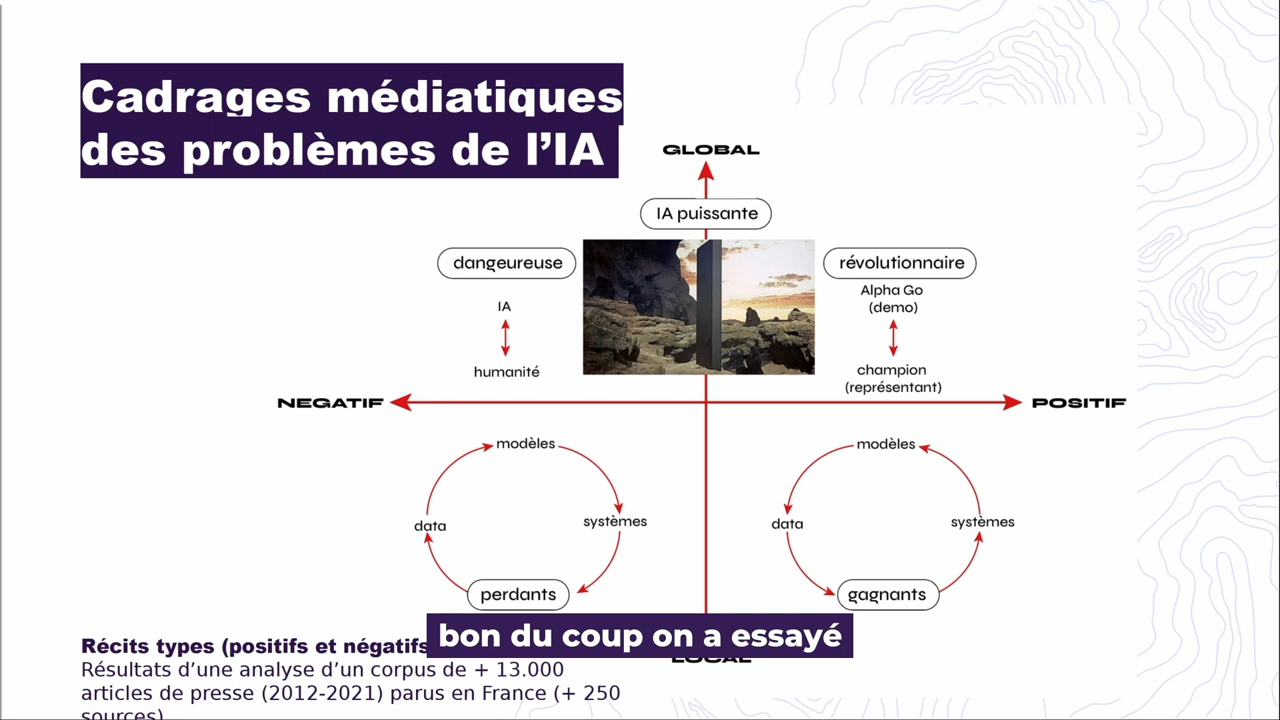 Cadrages médiatiques
des problèmes de l’IA
GLOBAL
IA puissante
dangeureuse
révolutionnaire
IA
humanité
Alpha Go
(demo)
champion
(représentant)
NEGATIF
POSITIF
modèles
data
systèmes
perdants
modèles
data
systèmes
gagnants
LOCAL
bon du coup on a essayé
Récits types (positifs et négatifs
Résultats d’une analyse d’un corpus de + 13.000
articles de presse (2012-2021) parus en France (+ 250
sources)